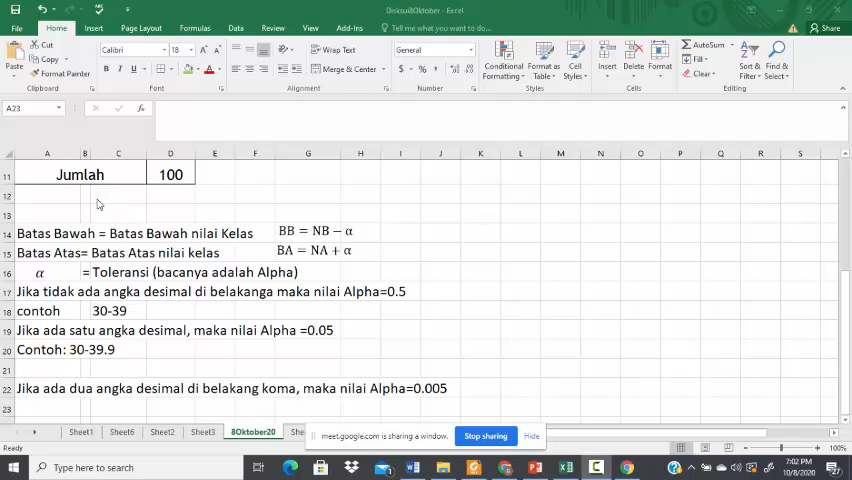 Disksui8Oktober - Excel
File Home Insert Page Layout Formulas Data Review View Add-Ins Tell me what you want to do... Share
Paste Cut Copy Format Painter
Calibri 18 Wrap Text Merge & Center General
Conditional Formatting Format as Table Cell Styles Insert Delete Format
AutoSum Fill Clear Sort & Filter Find & Select
Clipboard Font Alignment Number Styles Cells Editing
A23 fx
A B C D E F G H I J K L M N O P Q R S
11 Jumlah 100
12
13
14 Batas Bawah = Batas Bawah nilai Kelas BB = NB − α
15 Batas Atas= Batas Atas nilai kelas BA = NA + α
16 α = Toleransi (bacanya adalah Alpha)
17 Jika tidak ada angka desimal di belakanga maka nilai Alpha=0.5
18 contoh 30-39
19 Jika ada satu angka desimal, maka nilai Alpha =0.05
20 Contoh: 30-39.9
21
22 Jika ada dua angka desimal di belakang koma, maka nilai Alpha=0.005
23
Sheet1 Sheet6 Sheet2 Sheet3 8Oktober20
meet.google.com is sharing a window. Stop sharing Hide
Ready 100%
Type here to search
7:02 PM
10/8/2020
27